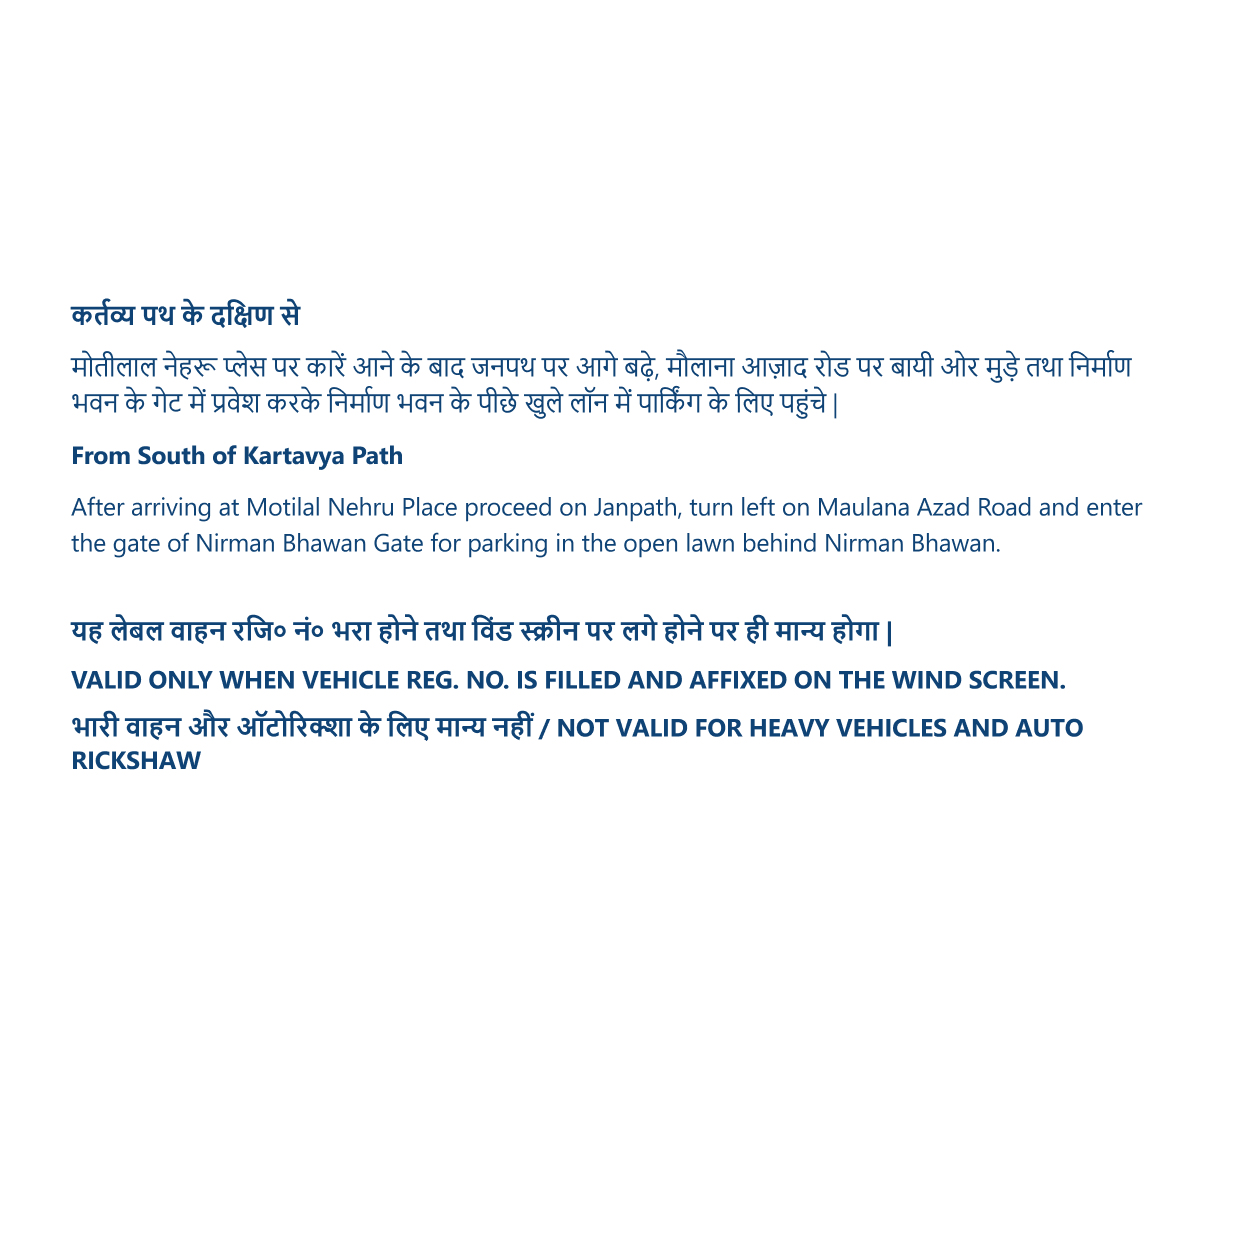 कर्तव्य पथ के दक्षिण से
मोतीलाल नेहरू प्लेस पर कारें आने के बाद जनपथ पर आगे बढ़े, मौलाना आज़ाद रोड पर बायी ओर मुड़े तथा निर्माण
भवन के गेट में प्रवेश करके निर्माण भवन के पीछे खुले लॉन में पार्किंग के लिए पहुंचे |
From South of Kartavya Path
After arriving at Motilal Nehru Place proceed on Janpath, turn left on Maulana Azad Road and enter
the gate of Nirman Bhawan Gate for parking in the open lawn behind Nirman Bhawan.
यह लेबल वाहन रजि० नं० भरा होने तथा विंड स्क्रीन पर लगे होने पर ही मान्य होगा |
VALID ONLY WHEN VEHICLE REG. NO. IS FILLED AND AFFIXED ON THE WIND SCREEN.
भारी वाहन और ऑटोरिक्शा के लिए मान्य नहीं / NOT VALID FOR HEAVY VEHICLES AND AUTO
RICKSHAW